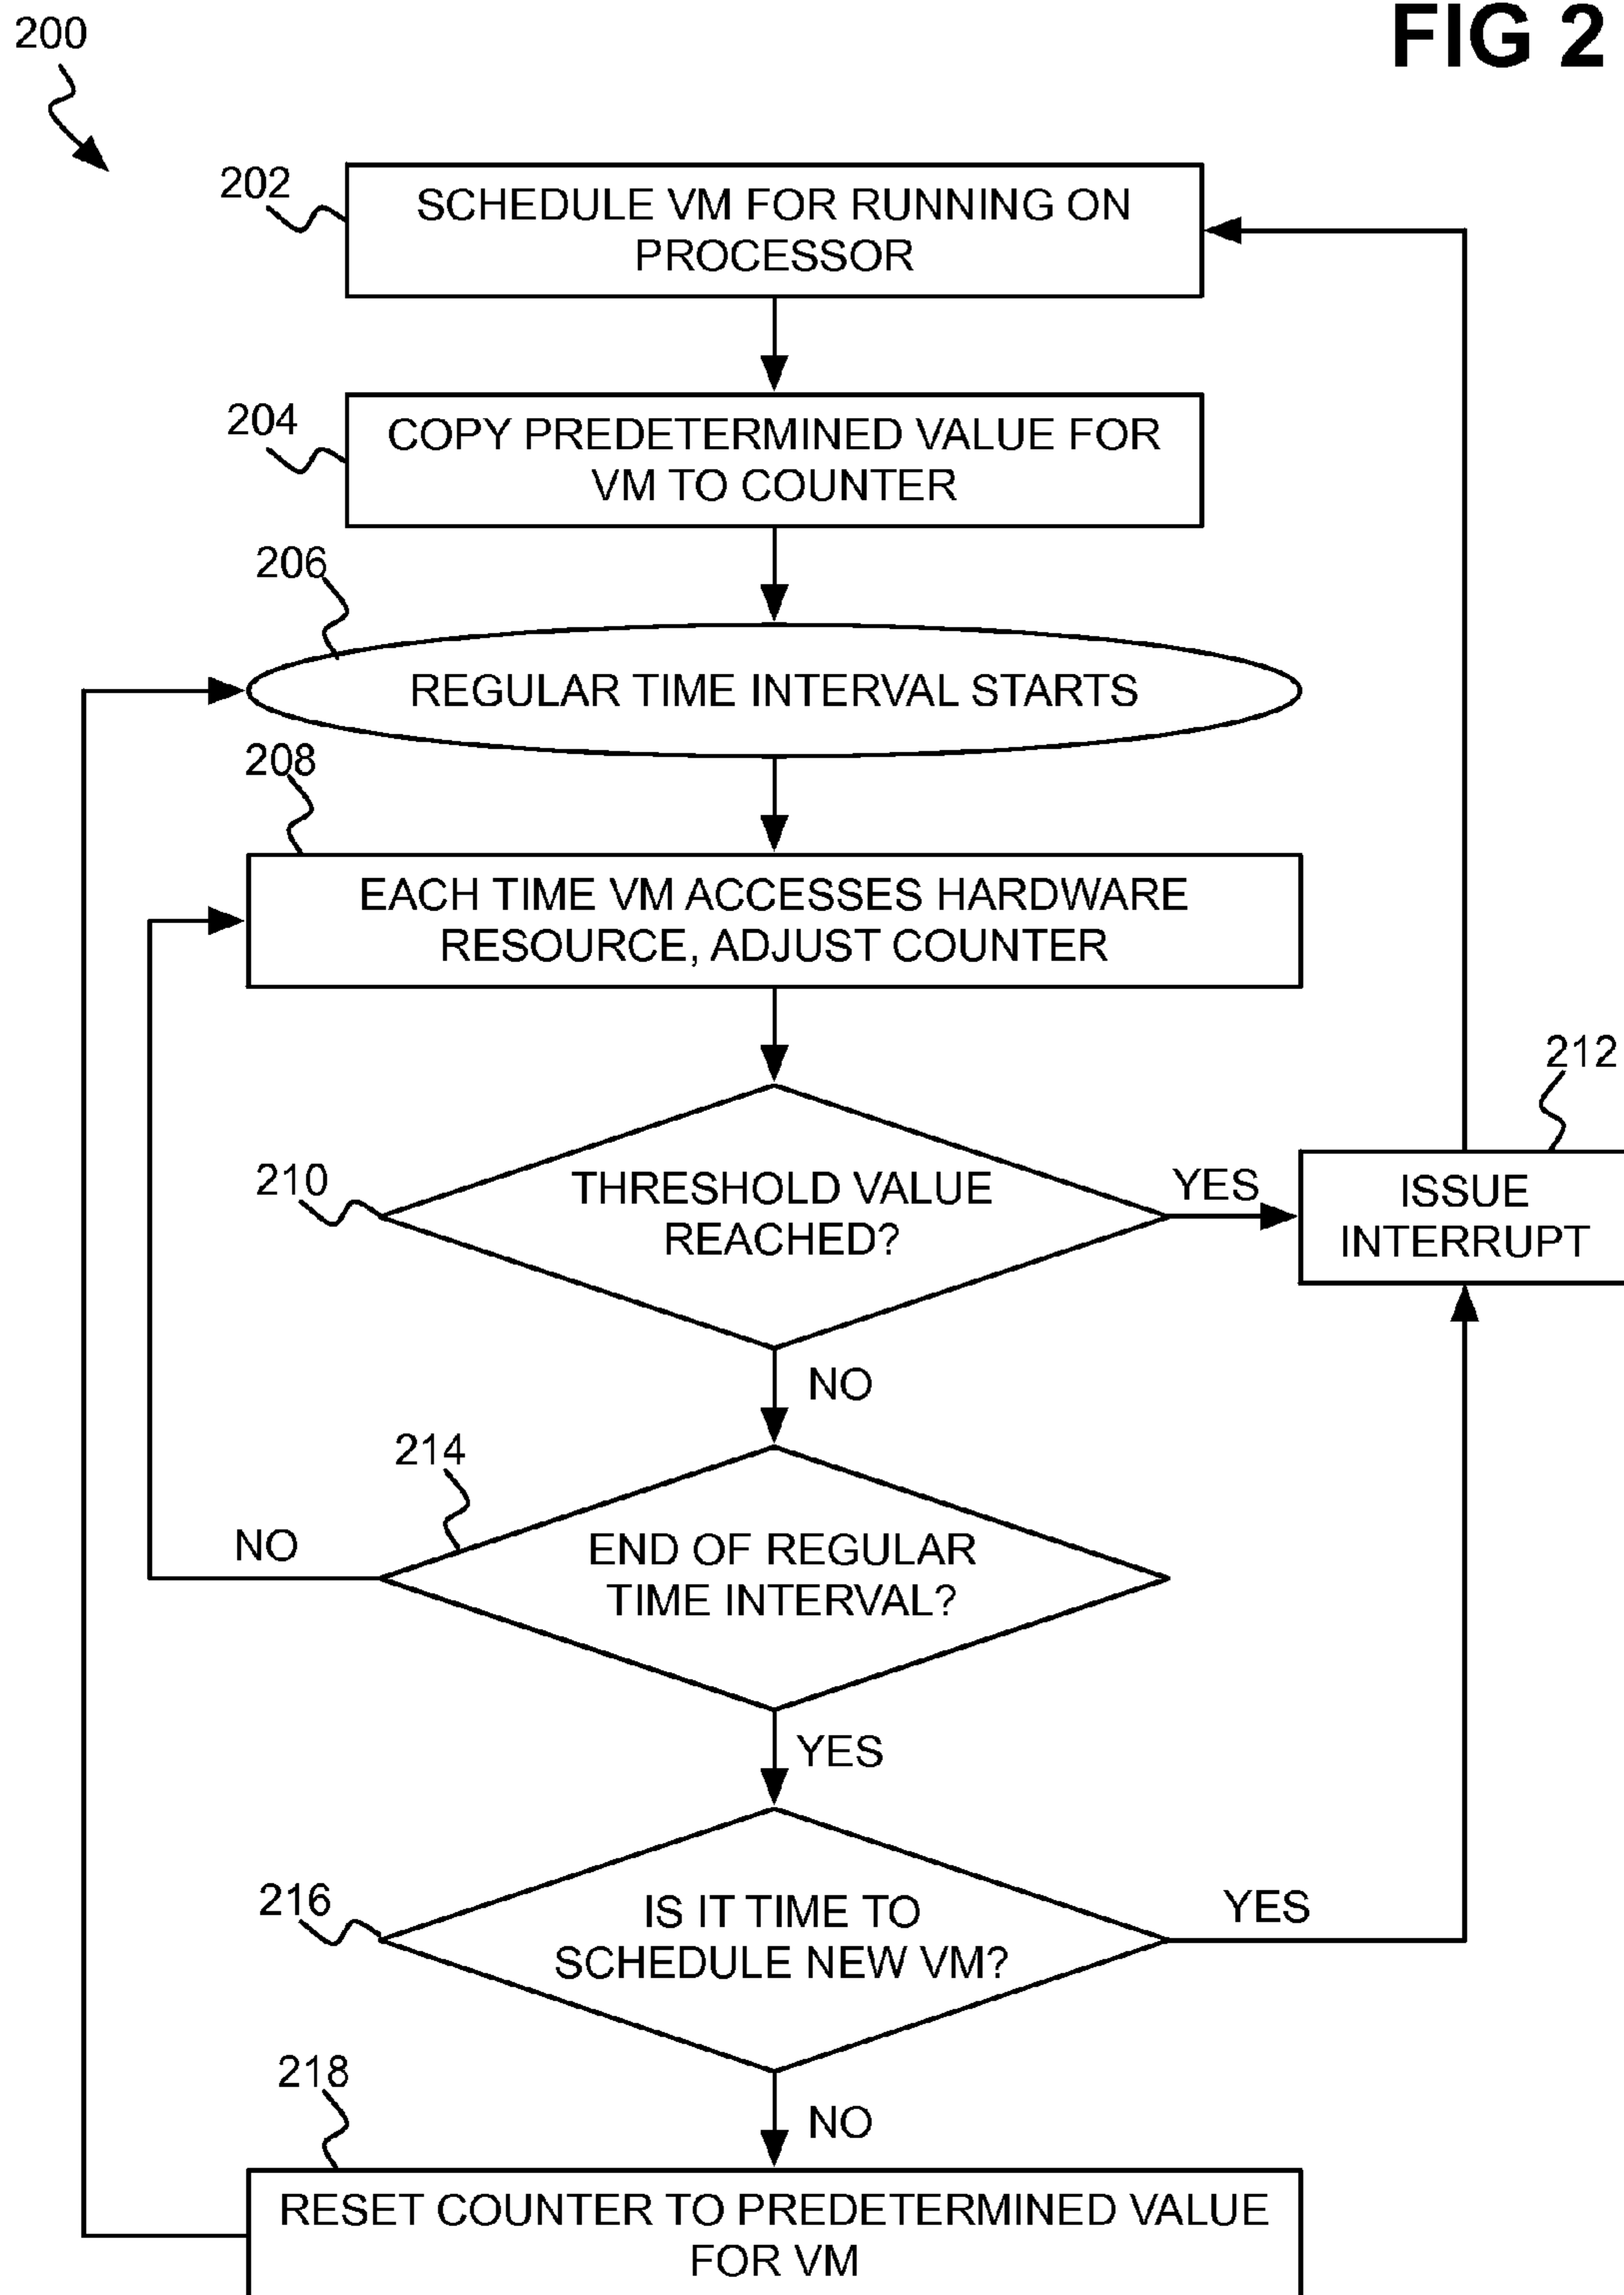 200
FIG 2
202
SCHEDULE VM FOR RUNNING ON
PROCESSOR
204
COPY PREDETERMINED VALUE FOR
VM TO COUNTER
206
REGULAR TIME INTERVAL STARTS
208
EACH TIME VM ACCESSES HARDWARE
RESOURCE, ADJUST COUNTER
210
THRESHOLD VALUE
REACHED?
YES
212
ISSUE
INTERRUPT
NO
214
END OF REGULAR
TIME INTERVAL?
NO
YES
216
IS IT TIME TO
SCHEDULE NEW VM?
YES
NO
218
RESET COUNTER TO PREDETERMINED VALUE
FOR VM